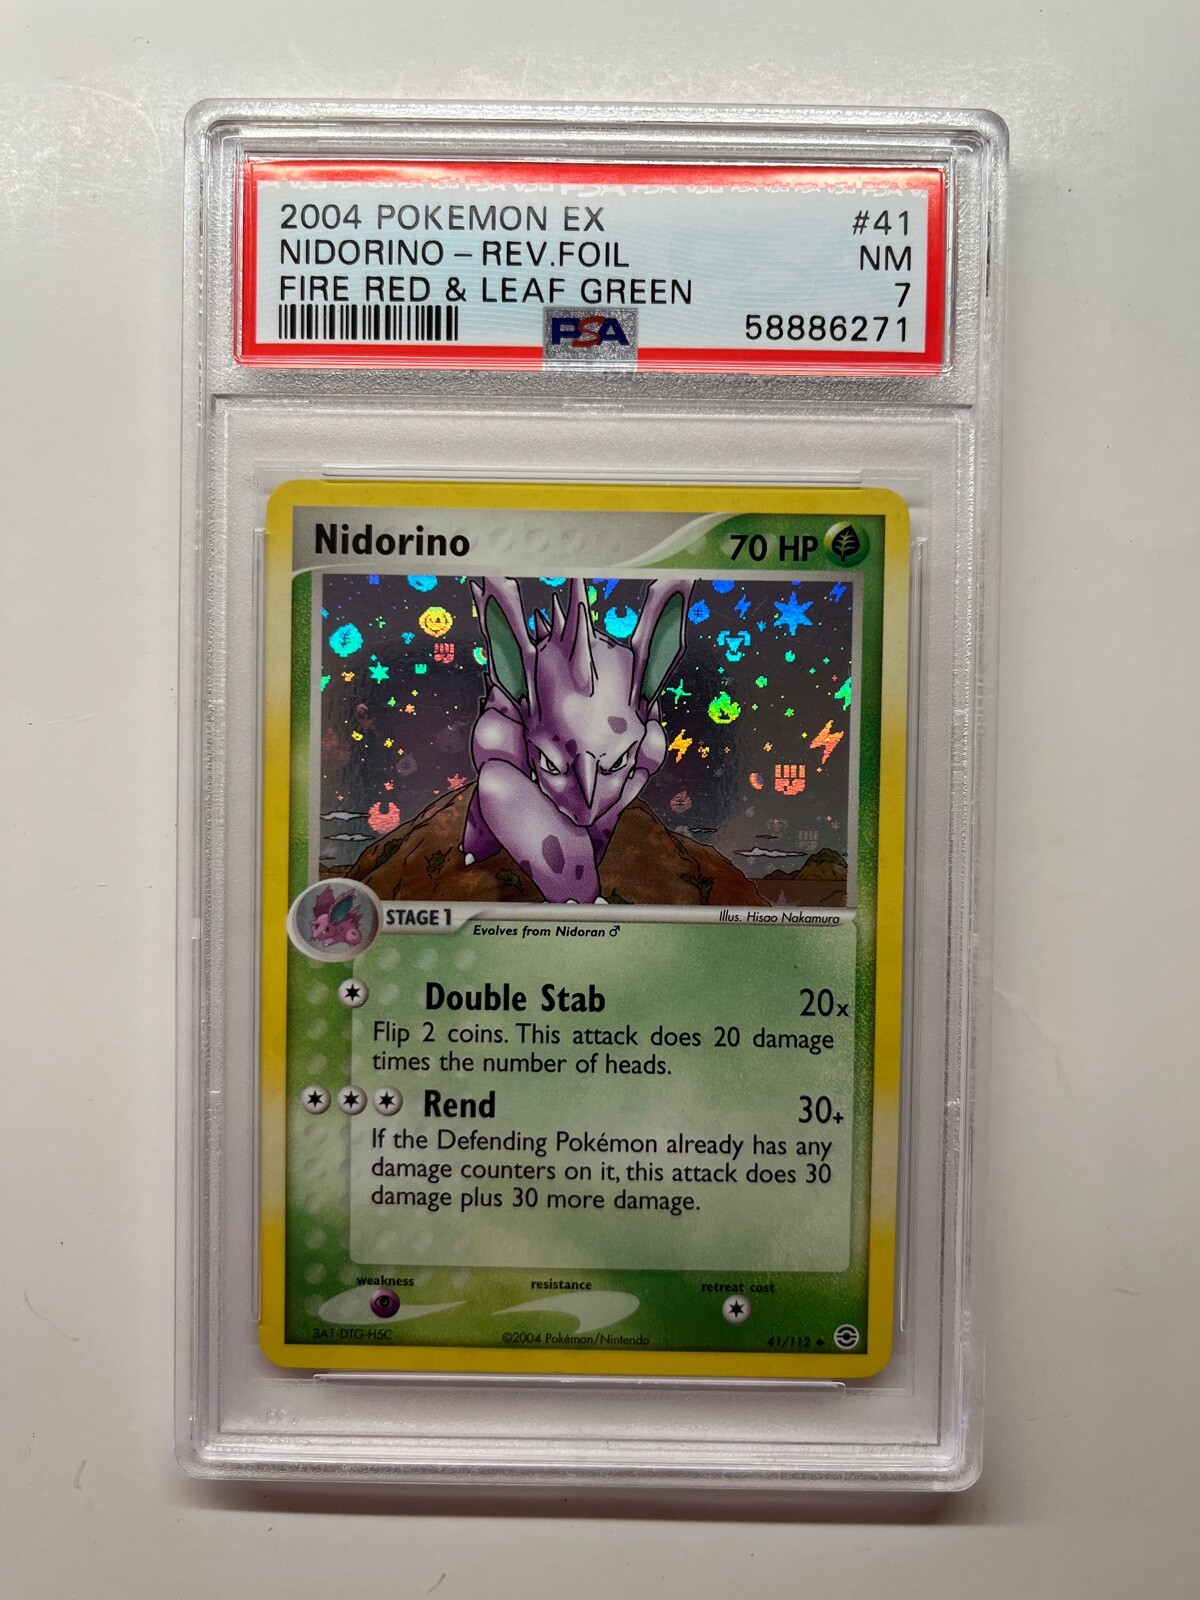 2004 POKEMON EX #41
NIDORINO - REV.FOIL NM
FIRE RED & LEAF GREEN 7
PSA 58886271
Nidorino 70 HP
STAGE 1 Illus. Hisao Nakamura
Evolves from Nidoran ♂
Double Stab 20x
Flip 2 coins. This attack does 20 damage
times the number of heads.
Rend 30+
If the Defending Pokémon already has any
damage counters on it, this attack does 30
damage plus 30 more damage.
weakness resistance retreat cost
3A1-DTG-H5C ©2004 Pokémon/Nintendo 41/112 ◆